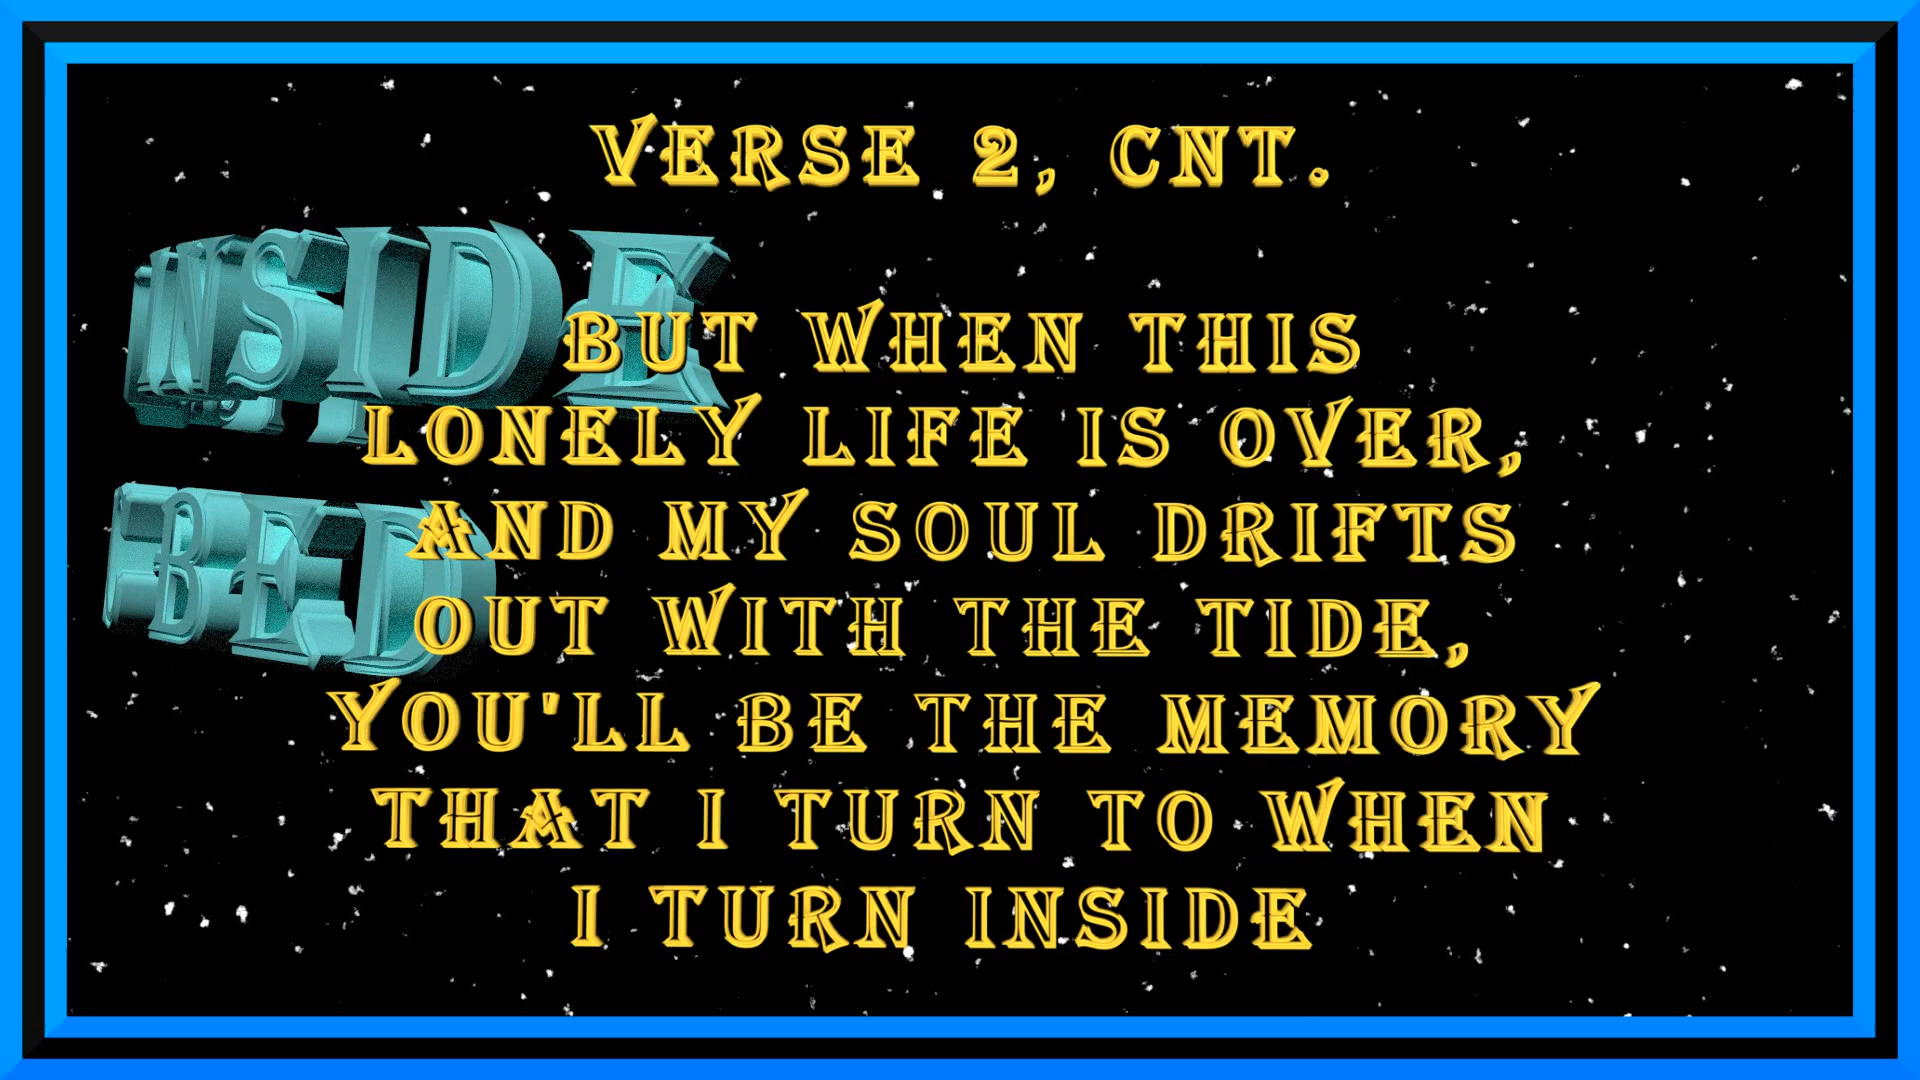 VERSE 2, CNT.
INSIDE
BUT WHEN THIS
LONELY LIFE IS OVER,
BED
AND MY SOUL DRIFTS
OUT WITH THE TIDE,
YOU'LL BE THE MEMORY
THAT I TURN TO WHEN
I TURN INSIDE